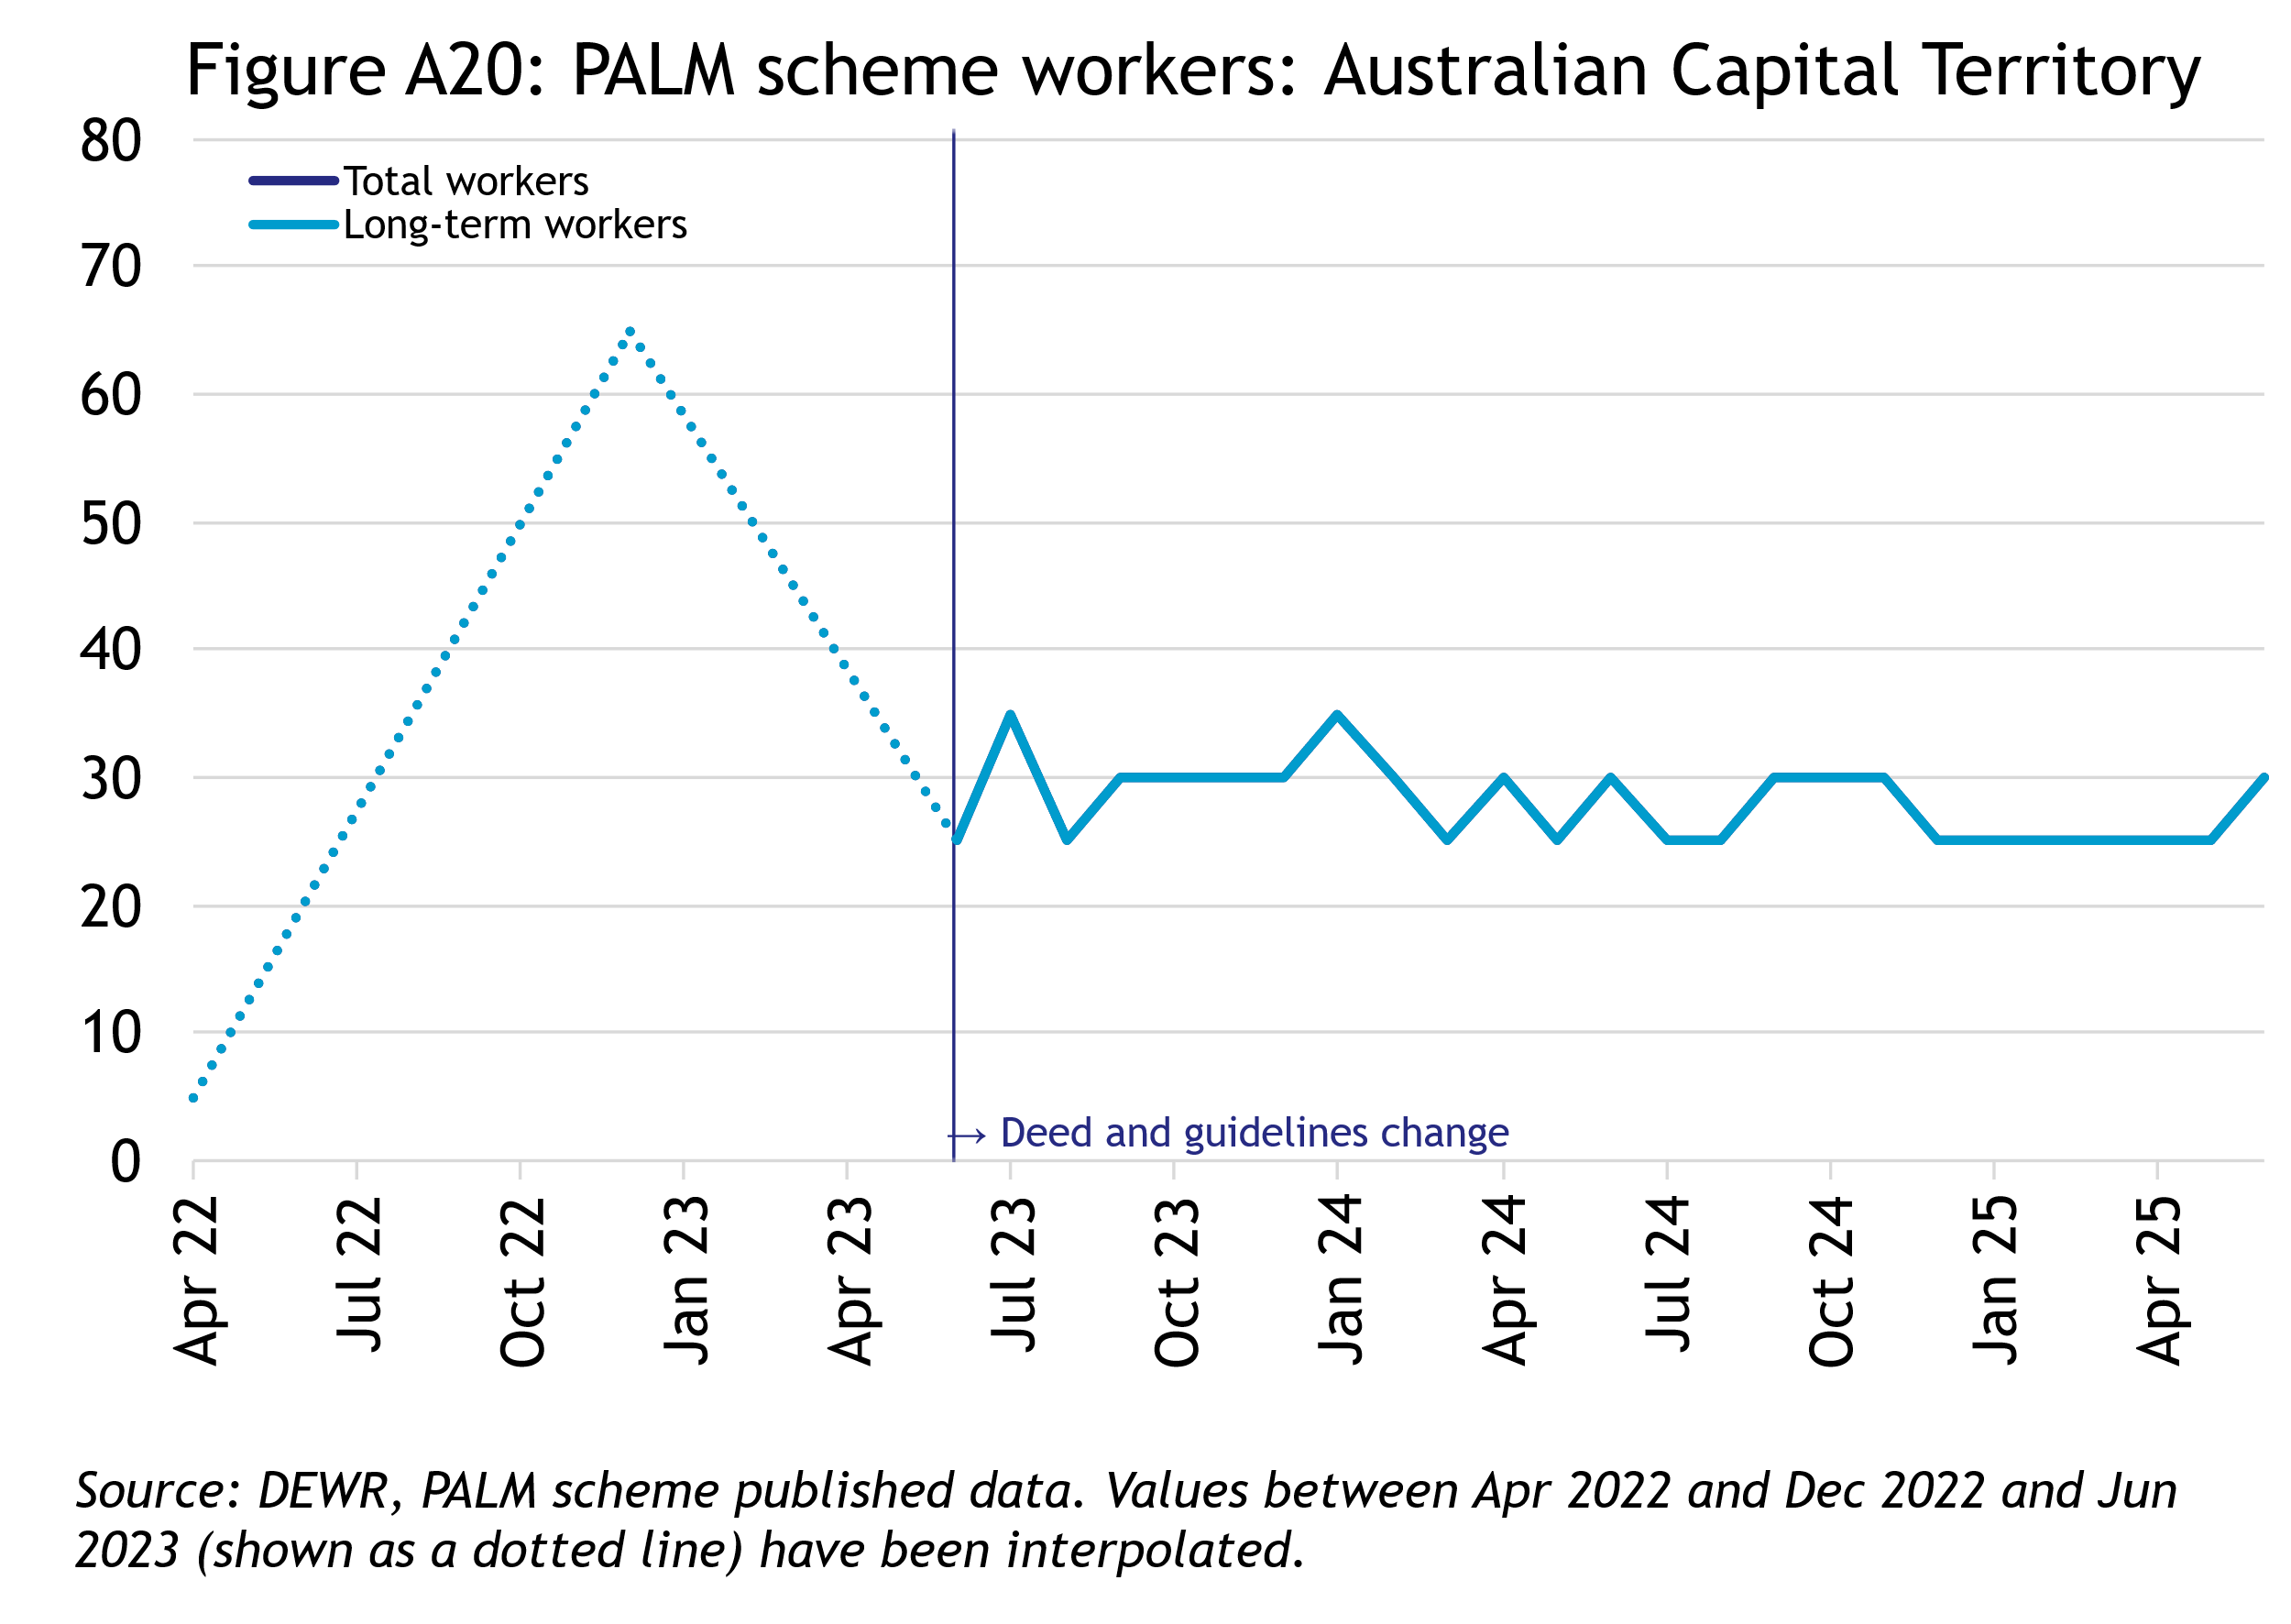 Figure A20: PALM scheme workers: Australian Capital Territory
80
Total workers
Long-term workers
70
60
50
40
30
20
10
→ Deed and guidelines change
0
Apr 22
Jul 22
Oct 22
Jan 23
Apr 23
Jul 23
Oct 23
Jan 24
Apr 24
Jul 24
Oct 24
Jan 25
Apr 25
Source: DEWR, PALM scheme published data. Values between Apr 2022 and Dec 2022 and Jun
2023 (shown as a dotted line) have been interpolated.